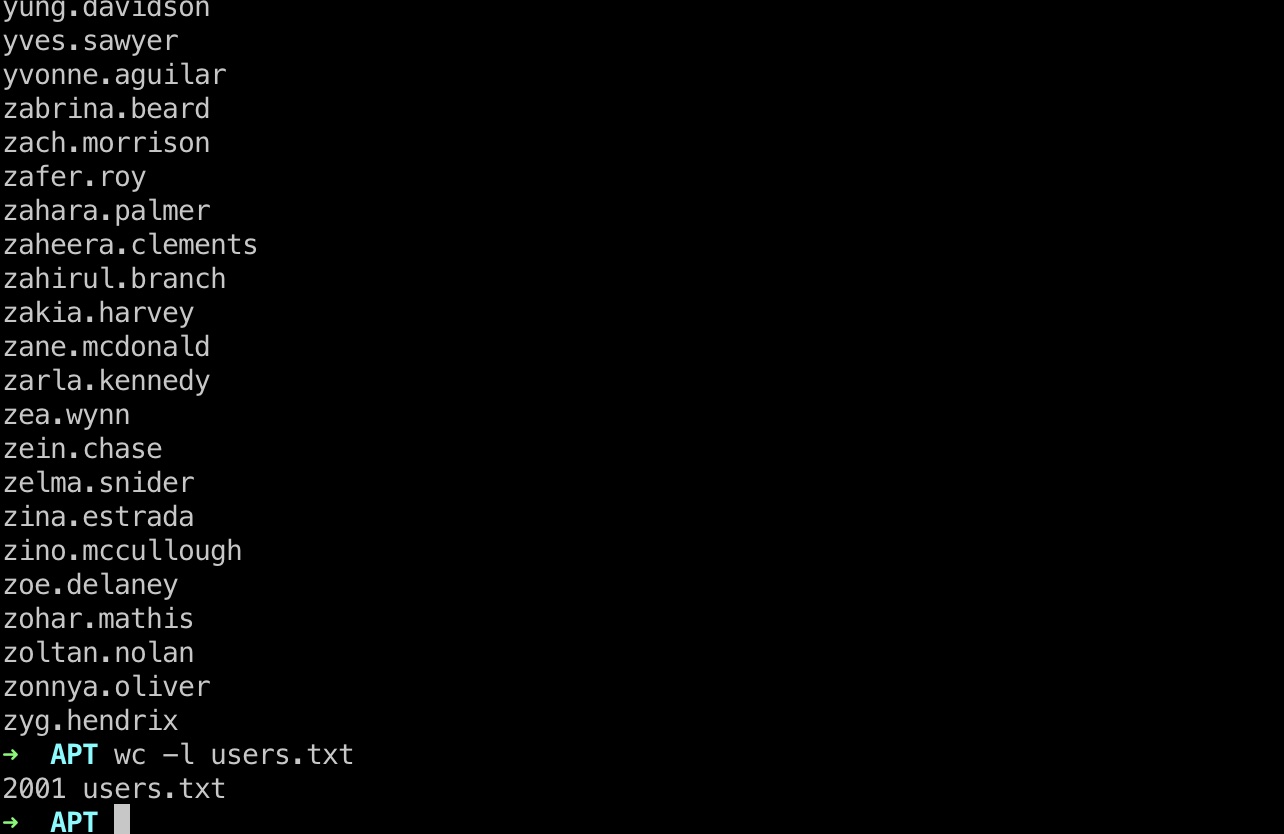 yung.davidson
yves.sawyer
yvonne.aguilar
zabrina.beard
zach.morrison
zafer.roy
zahara.palmer
zaheera.clements
zahirul.branch
zakia.harvey
zane.mcdonald
zarla.kennedy
zea.wynn
zein.chase
zelma.snider
zina.estrada
zino.mccullough
zoe.delaney
zohar.mathis
zoltan.nolan
zonnya.oliver
zyg.hendrix
→ APT wc -l users.txt
2001 users.txt
→ APT